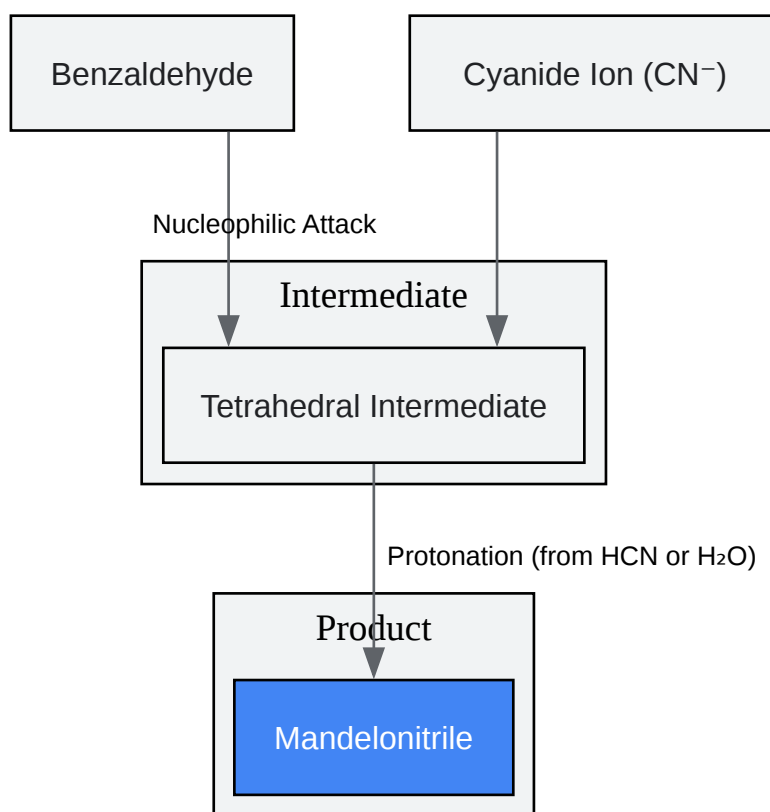 Benzaldehyde
Cyanide Ion (CN⁻)
Nucleophilic Attack
Intermediate
Tetrahedral Intermediate
Protonation (from HCN or H₂O)
Product
Mandelonitrile